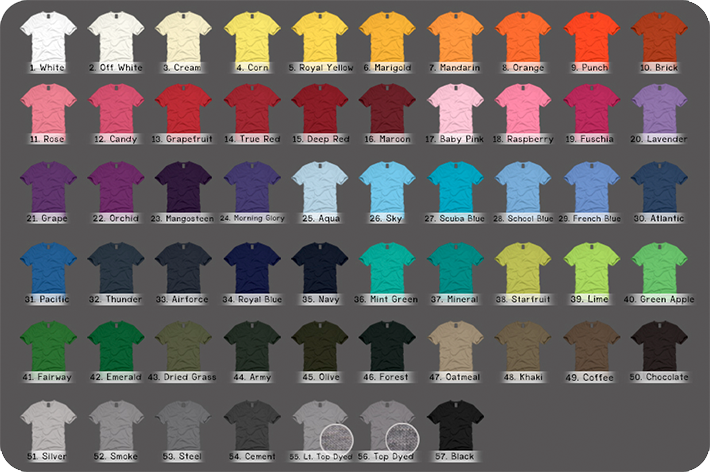 1. White 2. Off White 3. Cream 4. Corn 5. Royal Yellow 6. Marigold 7. Mandarin 8. Orange 9. Punch 10. Brick
11. Rose 12. Candy 13. Grapefruit 14. True Red 15. Deep Red 16. Maroon 17. Baby Pink 18. Raspberry 19. Fuschia 20. Lavender
21. Grape 22. Orchid 23. Mangosteen 24. Morning Glory 25. Aqua 26. Sky 27. Scuba Blue 28. School Blue 29. French Blue 30. Atlantic
31. Pacific 32. Thunder 33. Airforce 34. Royal Blue 35. Navy 36. Mint Green 37. Mineral 38. Starfruit 39. Lime 40. Green Apple
41. Fairway 42. Emerald 43. Dried Grass 44. Army 45. Olive 46. Forest 47. Oatmeal 48. Khaki 49. Coffee 50. Chocolate
51. Silver 52. Smoke 53. Steel 54. Cement 55. Lt. Top Dyed 56. Top Dyed 57. Black